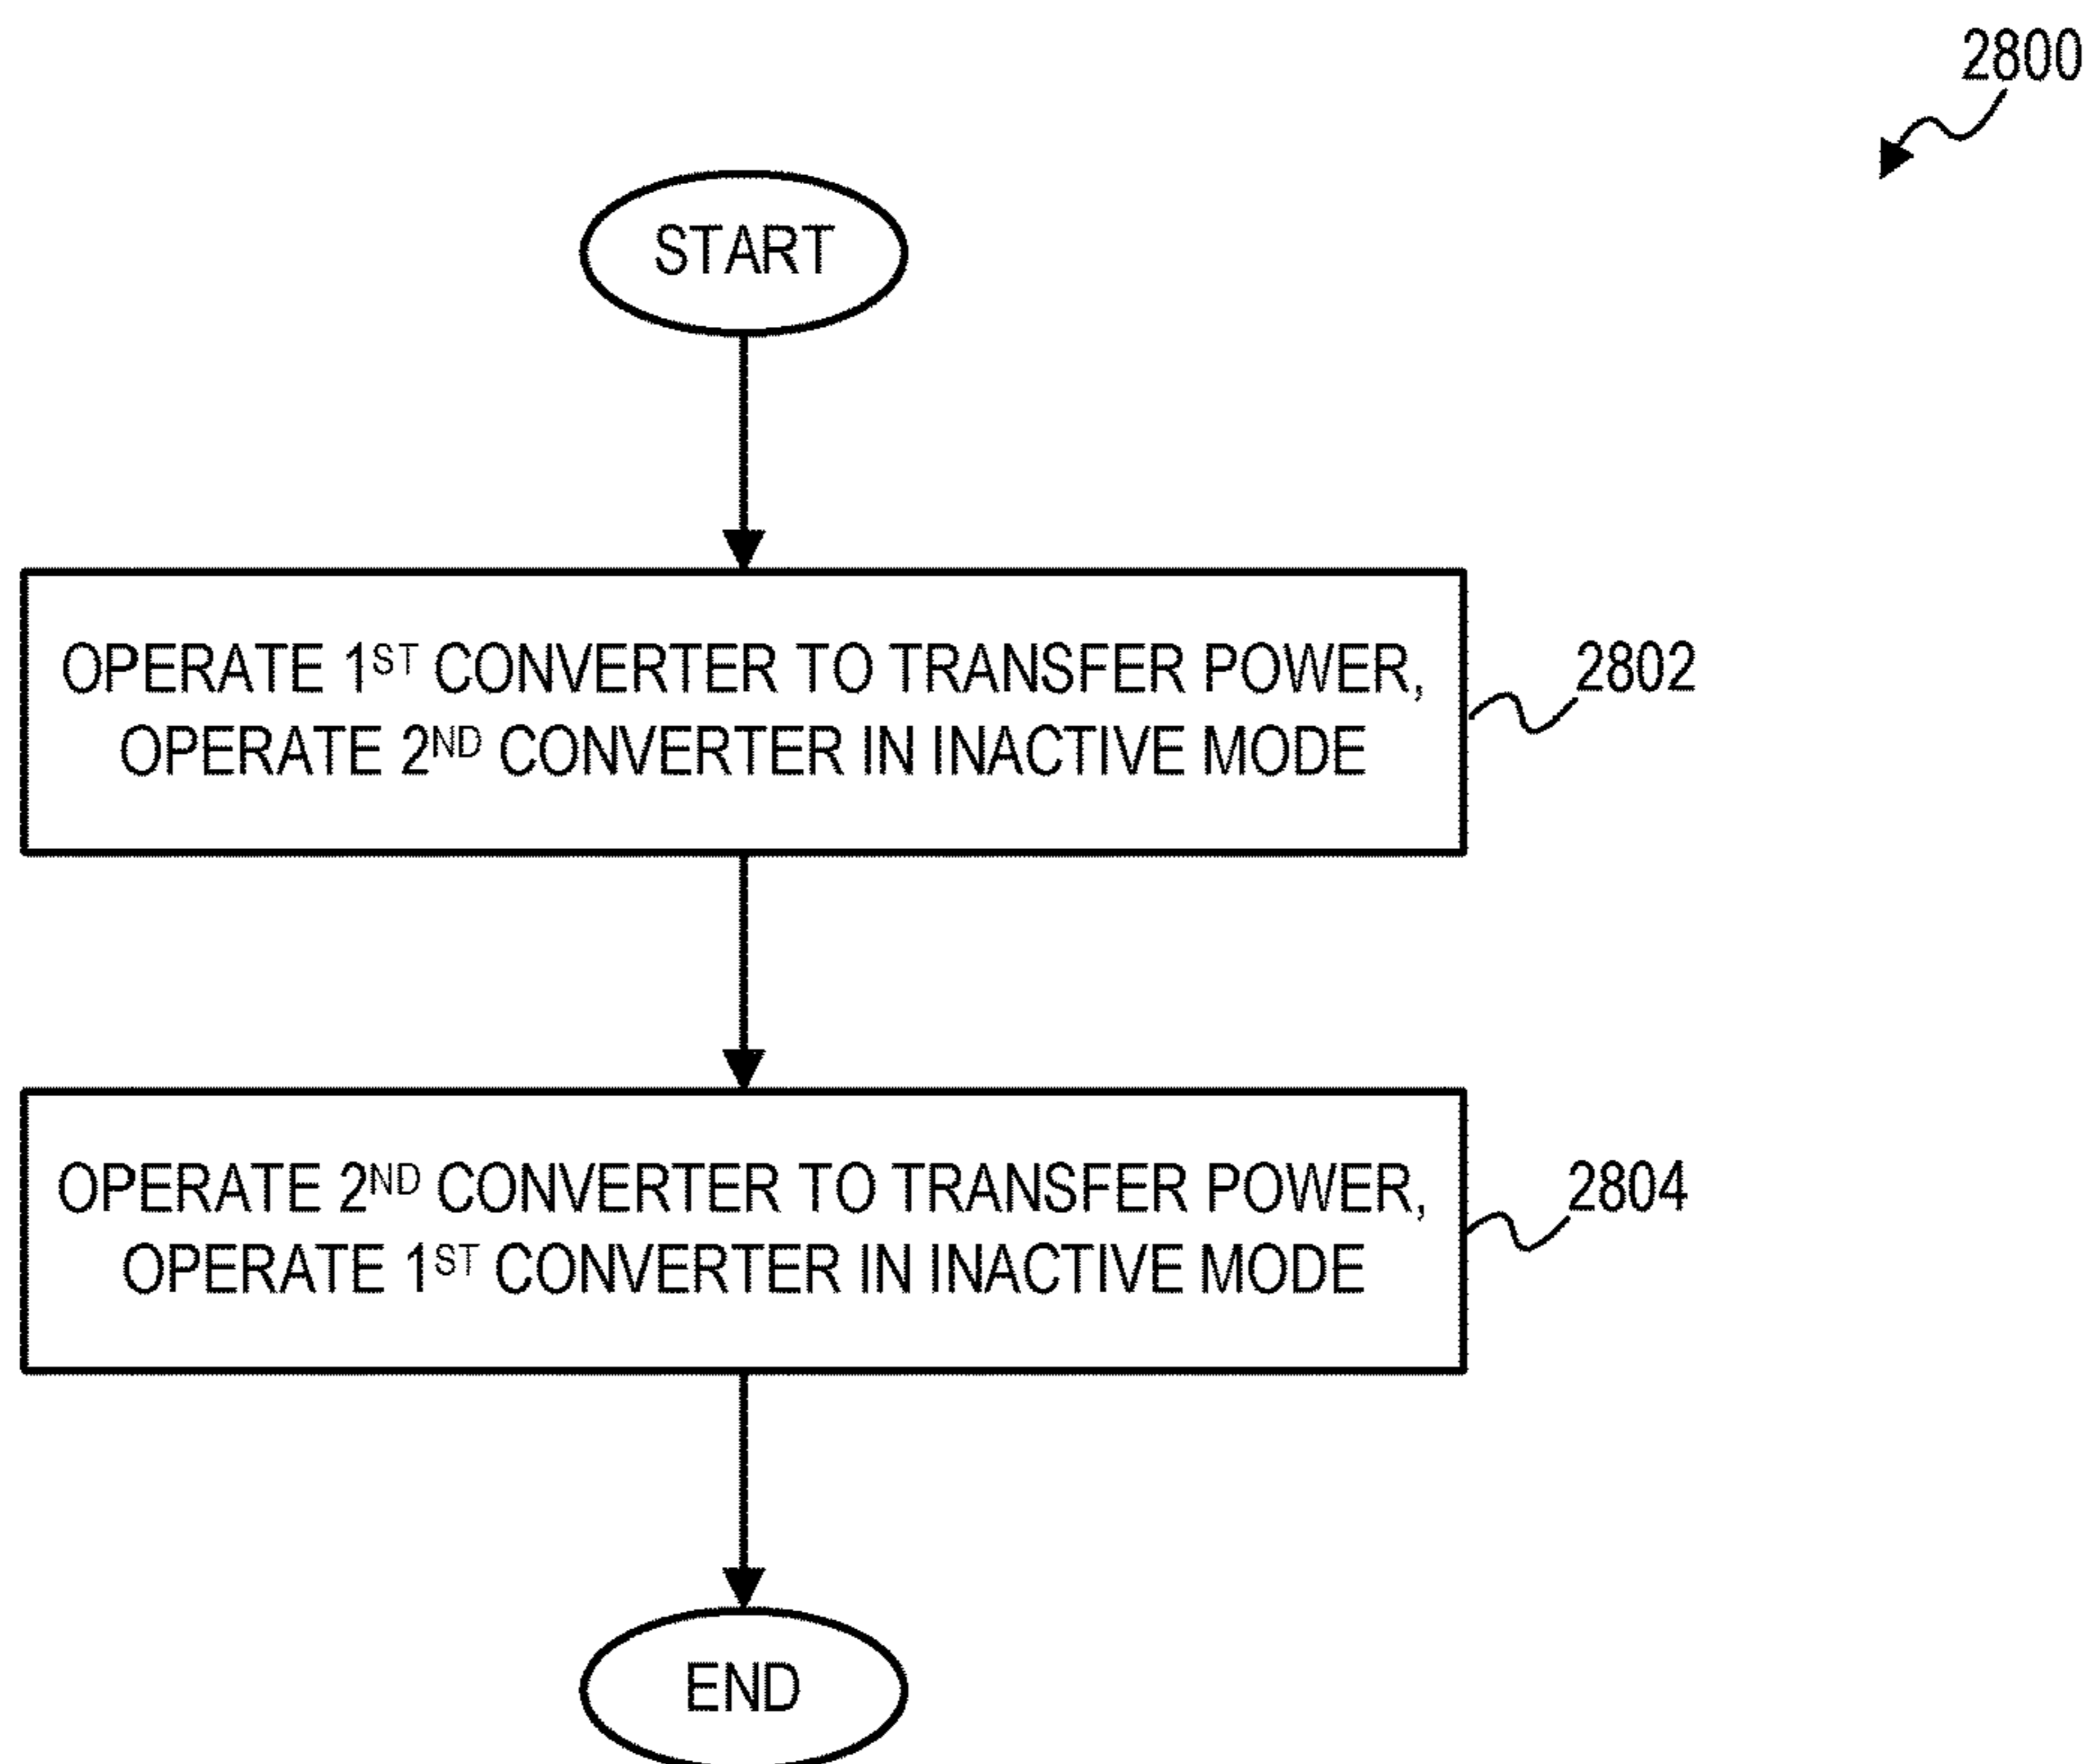 2800
START
OPERATE 1ST CONVERTER TO TRANSFER POWER,
OPERATE 2ND CONVERTER IN INACTIVE MODE
2802
OPERATE 2ND CONVERTER TO TRANSFER POWER,
OPERATE 1ST CONVERTER IN INACTIVE MODE
2804
END